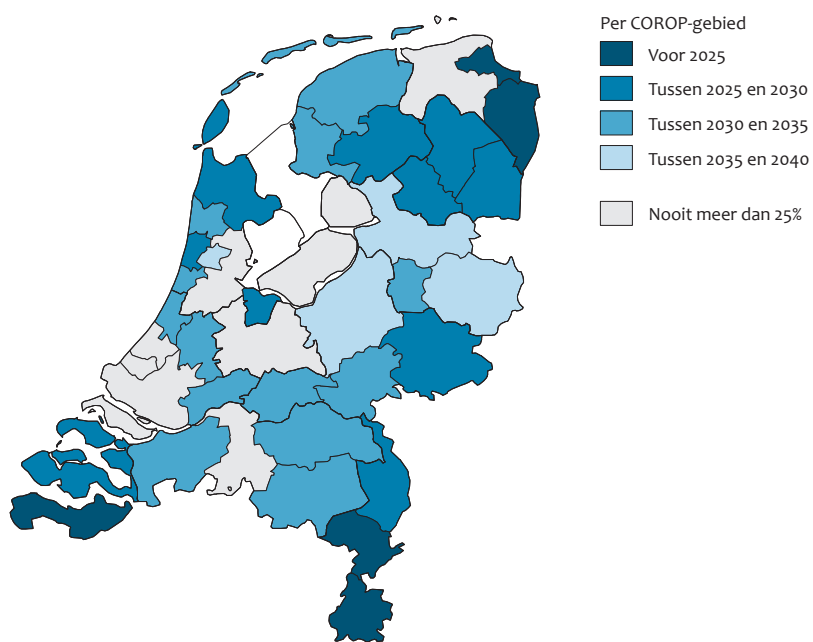 Per COROP-gebied
Voor 2025
Tussen 2025 en 2030
Tussen 2030 en 2035
Tussen 2035 en 2040
Nooit meer dan 25%